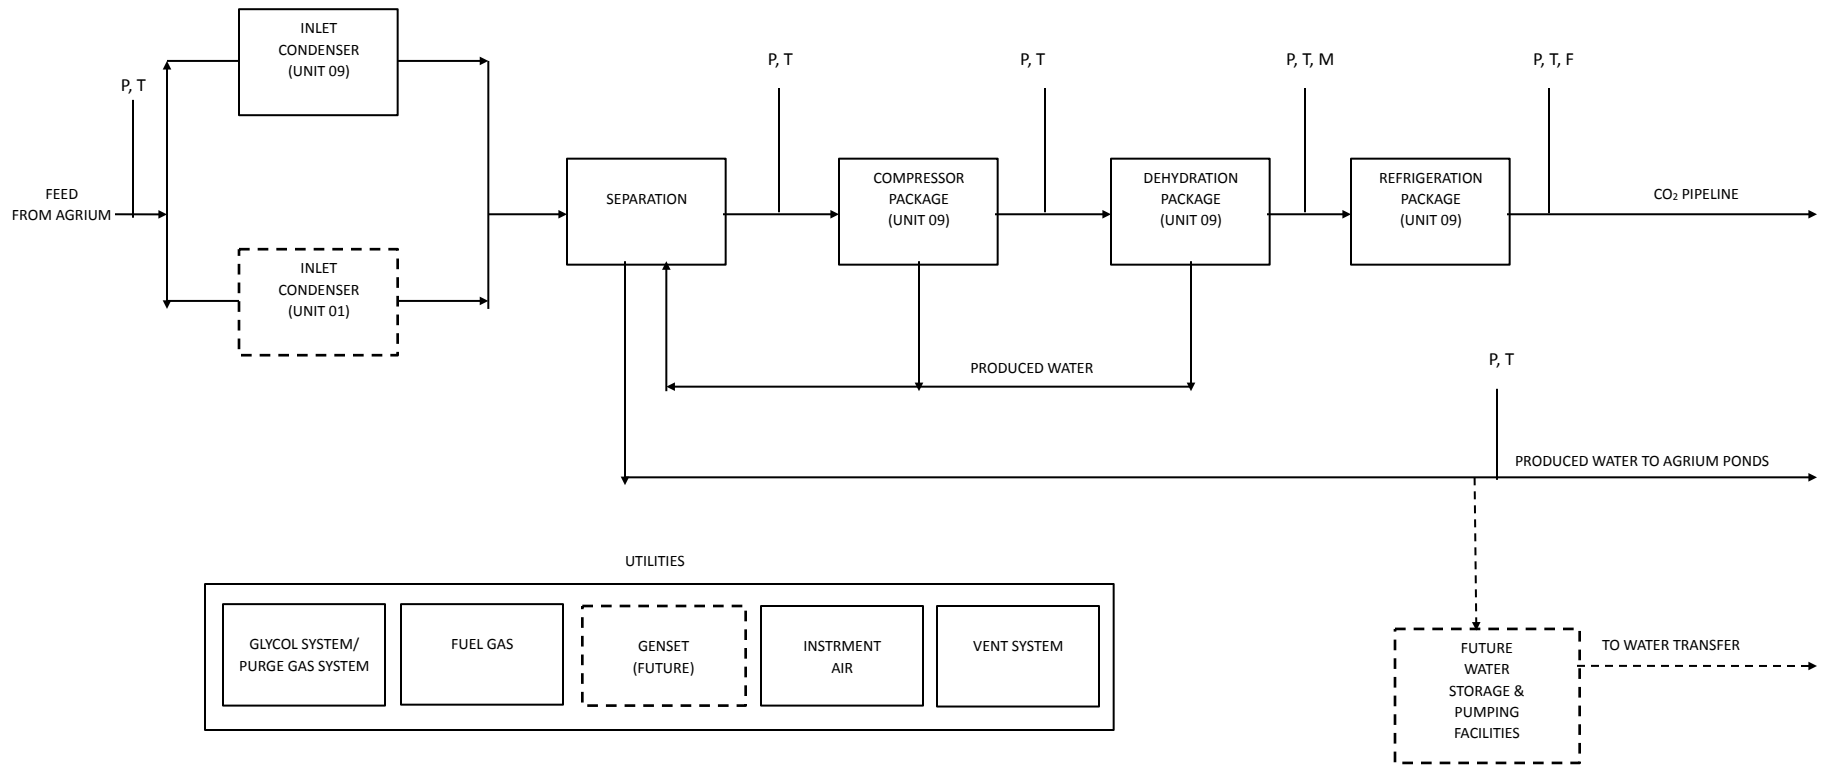 INLET
CONDENSER
(UNIT 09)
P, T
P, T
P, T
P, T, M
P, T, F
FEED
FROM AGRIUM
SEPARATION
COMPRESSOR
PACKAGE
(UNIT 09)
DEHYDRATION
PACKAGE
(UNIT 09)
REFRIGERATION
PACKAGE
(UNIT 09)
CO₂ PIPELINE
INLET
CONDENSER
(UNIT 01)
PRODUCED WATER
P, T
PRODUCED WATER TO AGRIUM PONDS
UTILITIES
GLYCOL SYSTEM/
PURGE GAS SYSTEM
FUEL GAS
GENSET
(FUTURE)
INSTRMENT
AIR
VENT SYSTEM
FUTURE
WATER
STORAGE &
PUMPING
FACILITIES
TO WATER TRANSFER